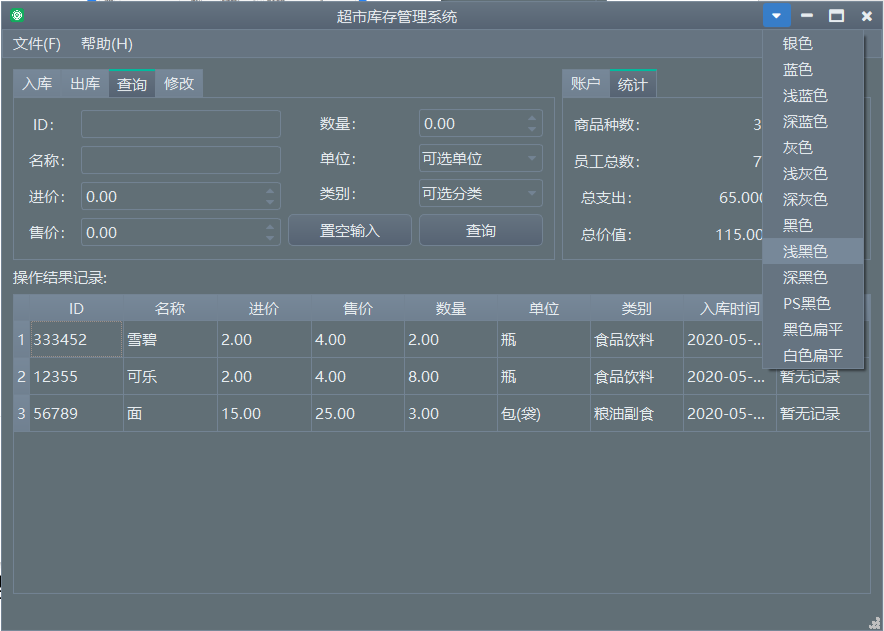 超市库存管理系统
文件(F) 帮助(H)
入库 出库 查询 修改
ID:
名称:
进价: 0.00
售价: 0.00
数量: 0.00
单位: 可选单位
类别: 可选分类
置空输入 查询
账户 统计
商品种数: 3
员工总数: 7
总支出: 65.00
总价值: 115.00
银色
蓝色
浅蓝色
深蓝色
灰色
浅灰色
深灰色
黑色
浅黑色
深黑色
PS黑色
黑色扁平
白色扁平
操作结果记录:
ID 名称 进价 售价 数量 单位 类别 入库时间
1 333452 雪碧 2.00 4.00 2.00 瓶 食品饮料 2020-05-..
2 12355 可乐 2.00 4.00 8.00 瓶 食品饮料 2020-05-... 暂无记录
3 56789 面 15.00 25.00 3.00 包(袋) 粮油副食 2020-05-... 暂无记录